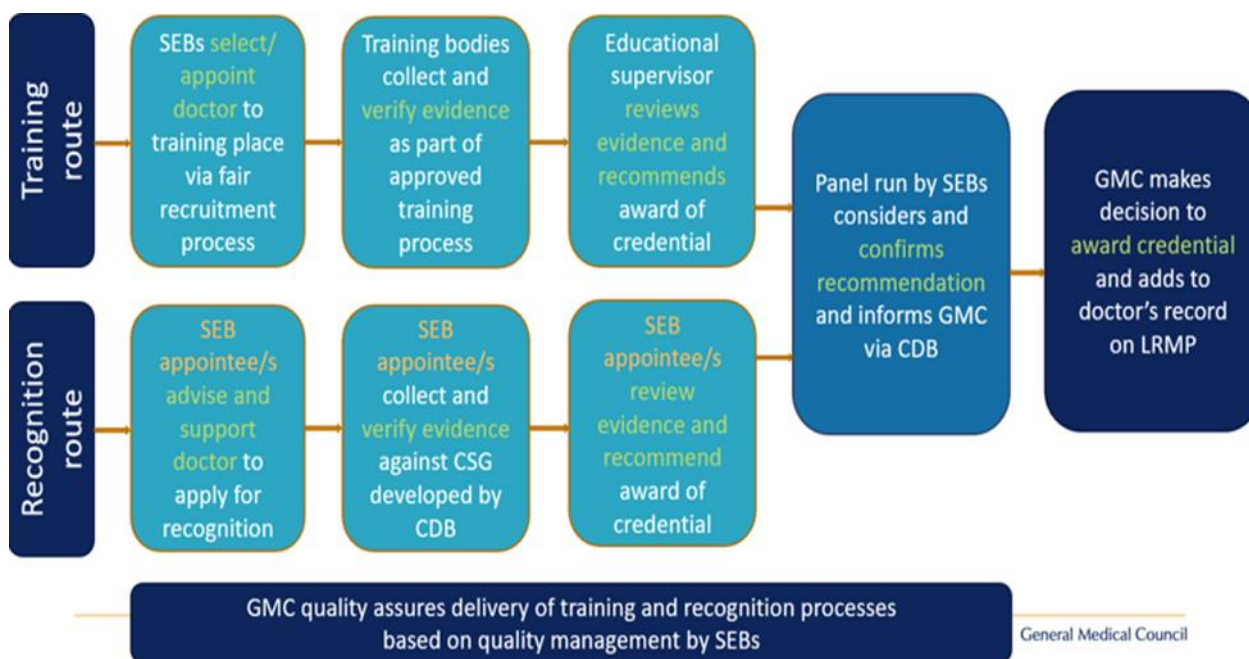 Training
route
SEBs select/
appoint
doctor to
training place
via fair
recruitment
process
Training bodies
collect and
verify evidence
as part of
approved
training
process
Educational
supervisor
reviews
evidence and
recommends
award of
credential
Recognition
route
SEB
appointee/s
advise and
support
doctor to
apply for
recognition
SEB
appointee/s
collect and
verify evidence
against CSG
developed by
CDB
SEB
appointee/s
review
evidence and
recommend
award of
credential
Panel run by SEBs
considers and
confirms
recommendation
and informs GMC
via CDB
GMC makes
decision to
award credential
and adds to
doctor's record
on LRMP
GMC quality assures delivery of training and recognition processes
based on quality management by SEBs
General Medical Council